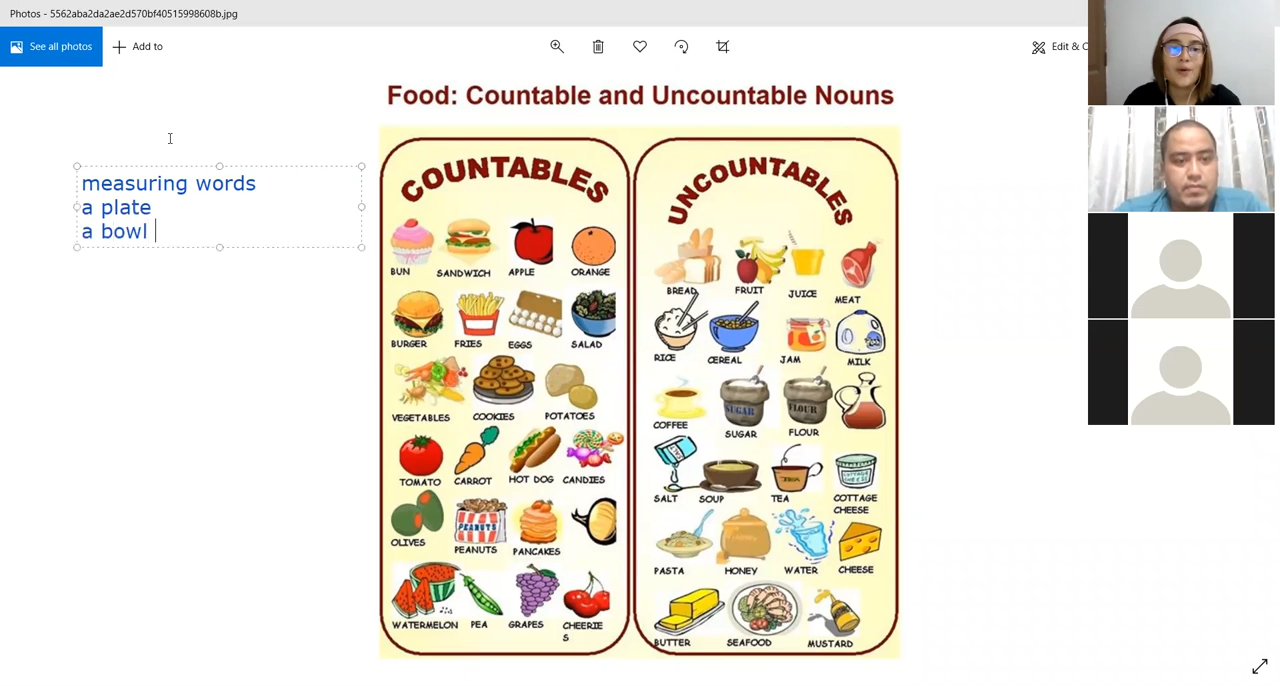 Photos - 5562aba2da2ae2d570bf40515998608b.jpg
See all photos
Add to
Edit & C
Food: Countable and Uncountable Nouns
measuring words
a plate
a bowl
COUNTABLES
BUN SANDWICH APPLE ORANGE
BURGER FRIES EGGS SALAD
VEGETABLES COOKIES POTATOES
TOMATO CARROT HOT DOG CANDIES
OLIVES PEANUTS PANCAKES
PEANUTS
WATERMELON PEA GRAPES CHEERIE
S
UNCOUNTABLES
BREAD FRUIT JUICE MEAT
RICE CEREAL JAM MILK
SUGAR FLOUR
COFFEE SUGAR FLOUR
SALT SOUP TEA COTTAGE
CHEESE
PASTA HONEY WATER CHEESE
BUTTER SEAFOOD MUSTARD